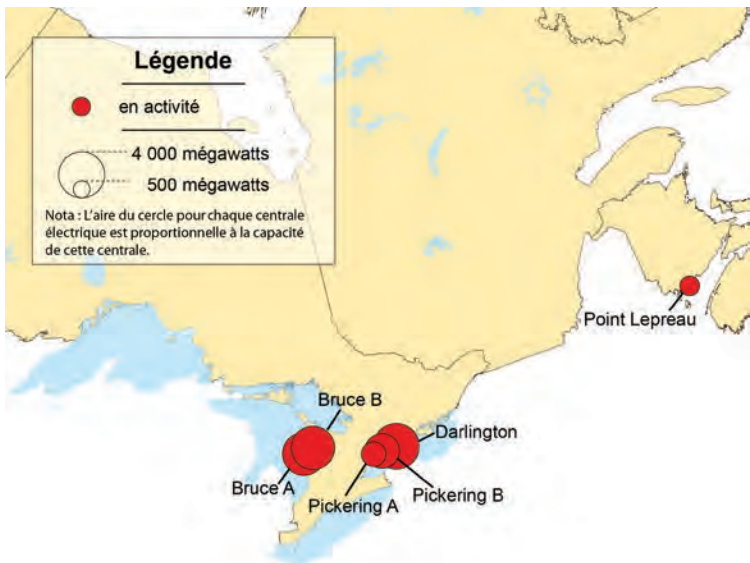 Légende
en activité
4 000 mégawatts
500 mégawatts
Nota : L'aire du cercle pour chaque centrale
électrique est proportionnelle à la capacité
de cette centrale.
Point Lepreau
Bruce B
Darlington
Bruce A
Pickering A
Pickering B